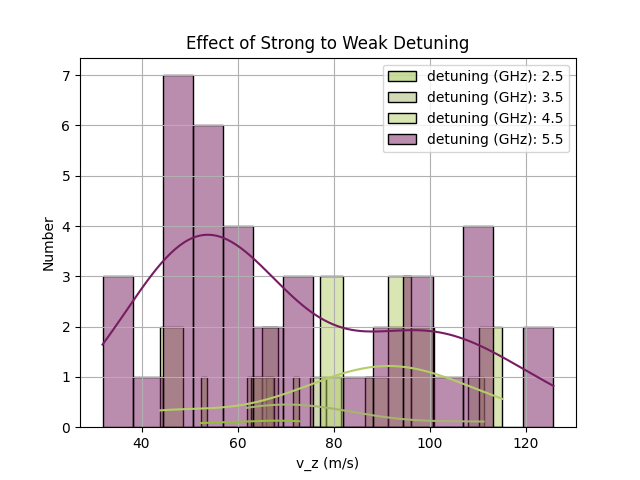 Effect of Strong to Weak Detuning
detuning (GHz): 2.5
detuning (GHz): 3.5
detuning (GHz): 4.5
detuning (GHz): 5.5
Number
7
6
5
4
3
2
1
0
40 60 80 100 120
v_z (m/s)